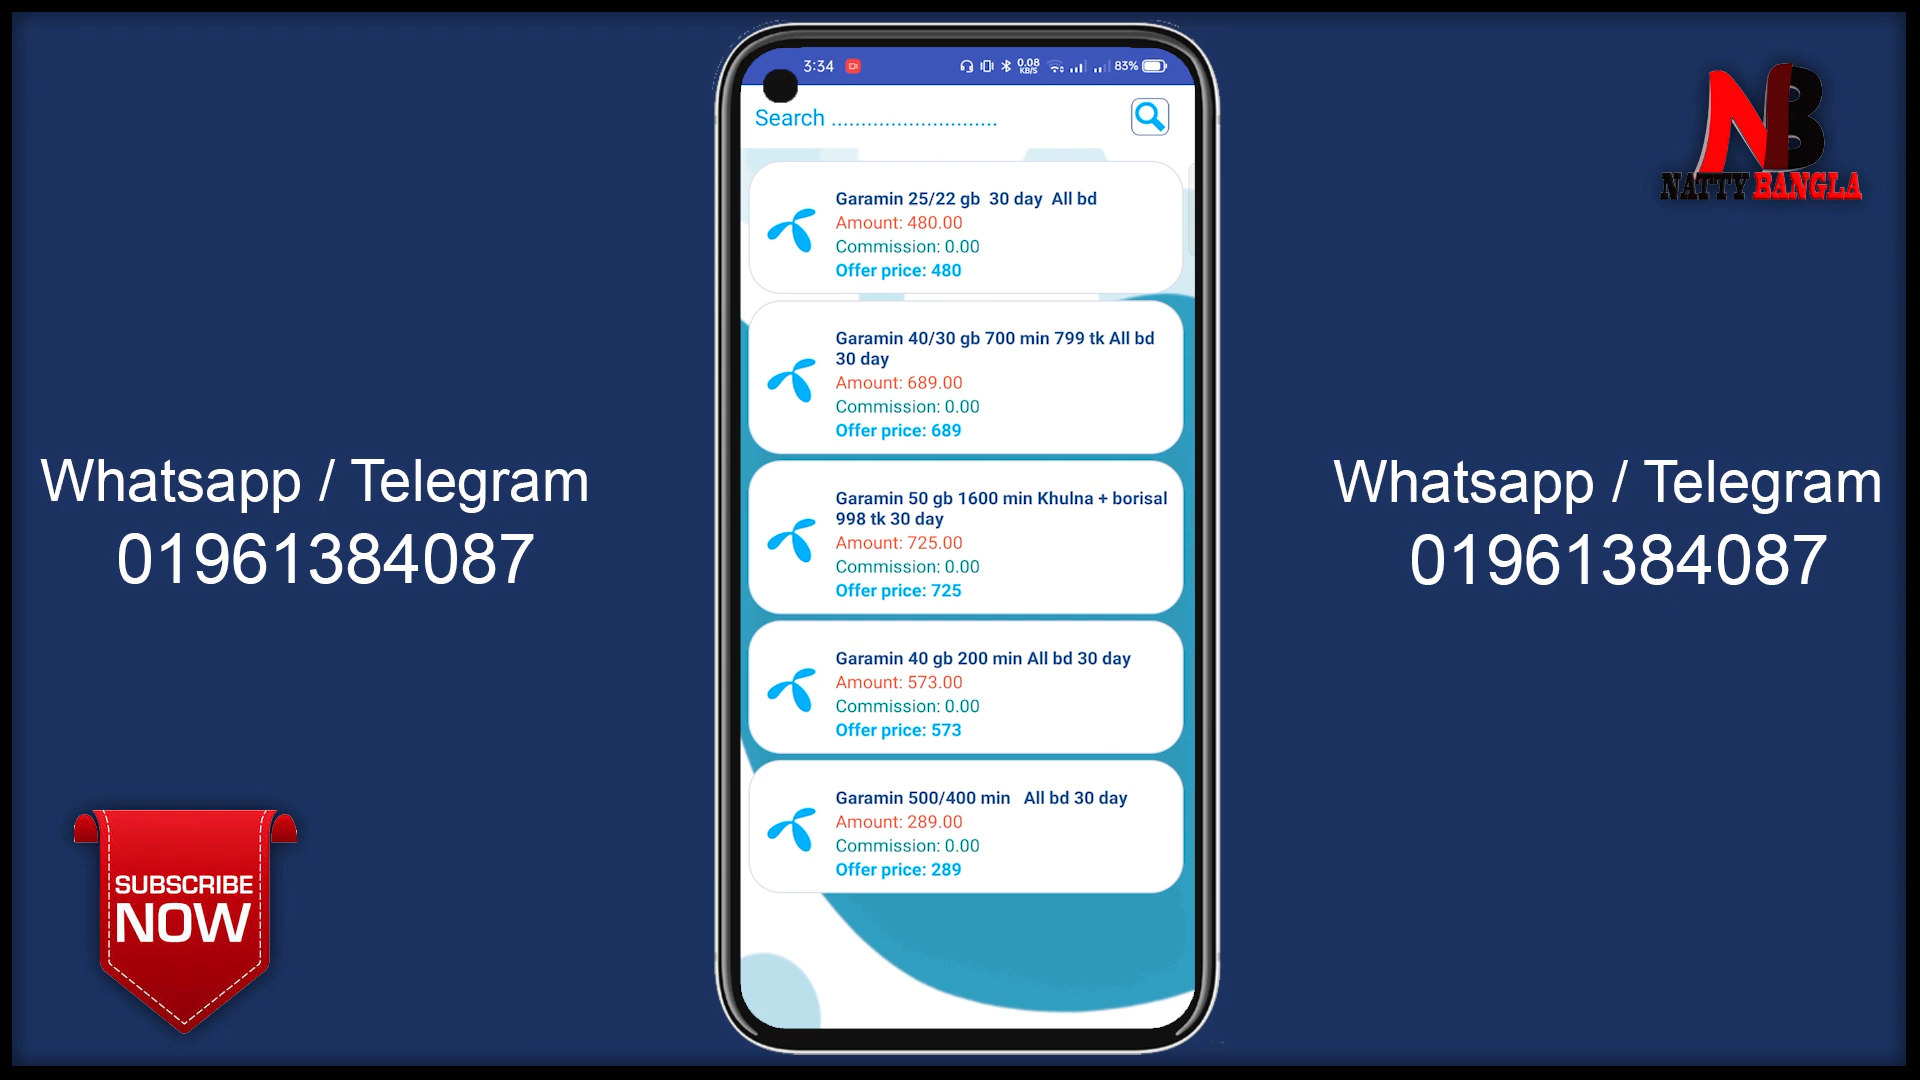 3:34
0.08 KB/S
83%
Search ............................
Garamin 25/22 gb  30 day  All bd
Amount: 480.00
Commission: 0.00
Offer price: 480
Garamin 40/30 gb 700 min 799 tk All bd
30 day
Amount: 689.00
Commission: 0.00
Offer price: 689
Garamin 50 gb 1600 min Khulna + borisal
998 tk 30 day
Amount: 725.00
Commission: 0.00
Offer price: 725
Garamin 40 gb 200 min All bd 30 day
Amount: 573.00
Commission: 0.00
Offer price: 573
Garamin 500/400 min   All bd 30 day
Amount: 289.00
Commission: 0.00
Offer price: 289
Whatsapp / Telegram
01961384087
Whatsapp / Telegram
01961384087
NB
NATTY BANGLA
SUBSCRIBE
NOW